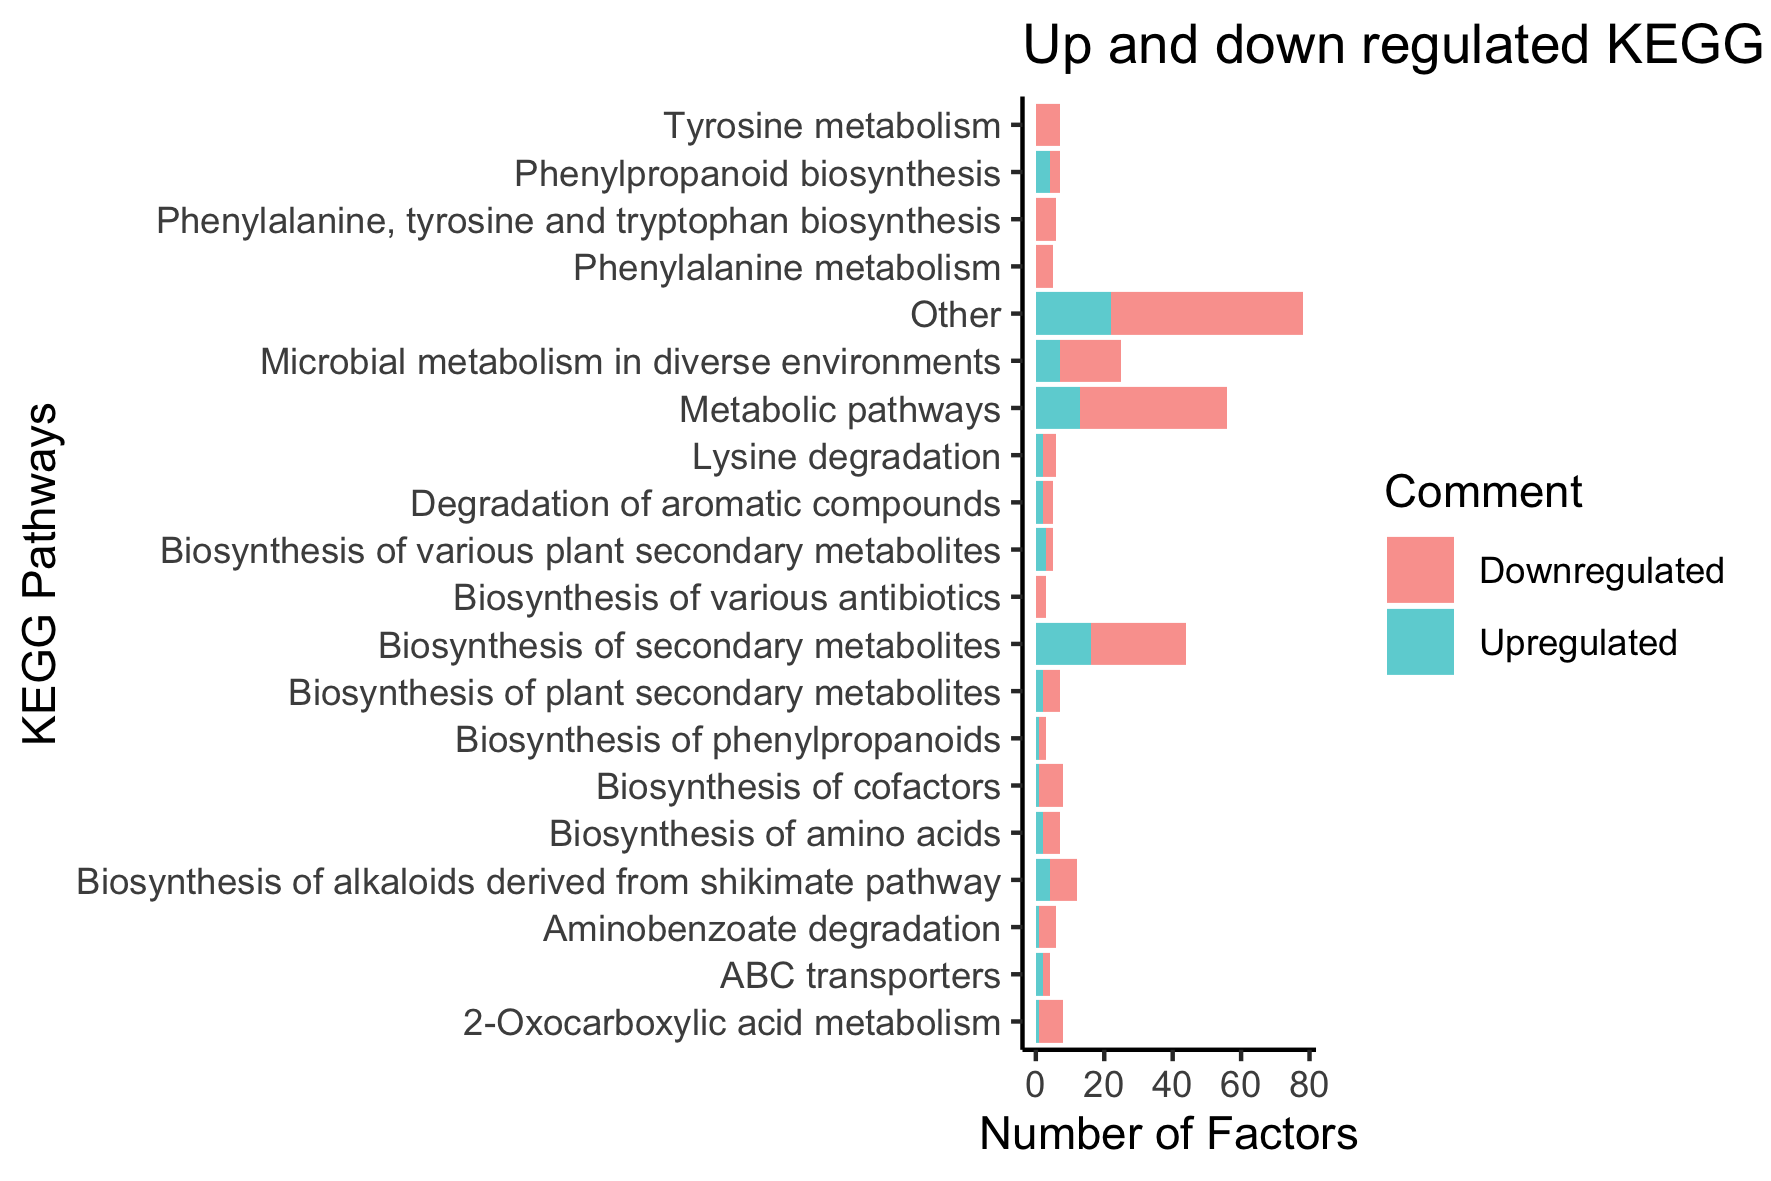 Up and down regulated KEGG
KEGG Pathways
Tyrosine metabolism
Phenylpropanoid biosynthesis
Phenylalanine, tyrosine and tryptophan biosynthesis
Phenylalanine metabolism
Other
Microbial metabolism in diverse environments
Metabolic pathways
Lysine degradation
Degradation of aromatic compounds
Biosynthesis of various plant secondary metabolites
Biosynthesis of various antibiotics
Biosynthesis of secondary metabolites
Biosynthesis of plant secondary metabolites
Biosynthesis of phenylpropanoids
Biosynthesis of cofactors
Biosynthesis of amino acids
Biosynthesis of alkaloids derived from shikimate pathway
Aminobenzoate degradation
ABC transporters
2-Oxocarboxylic acid metabolism
0 20 40 60 80
Number of Factors
Comment
Downregulated
Upregulated